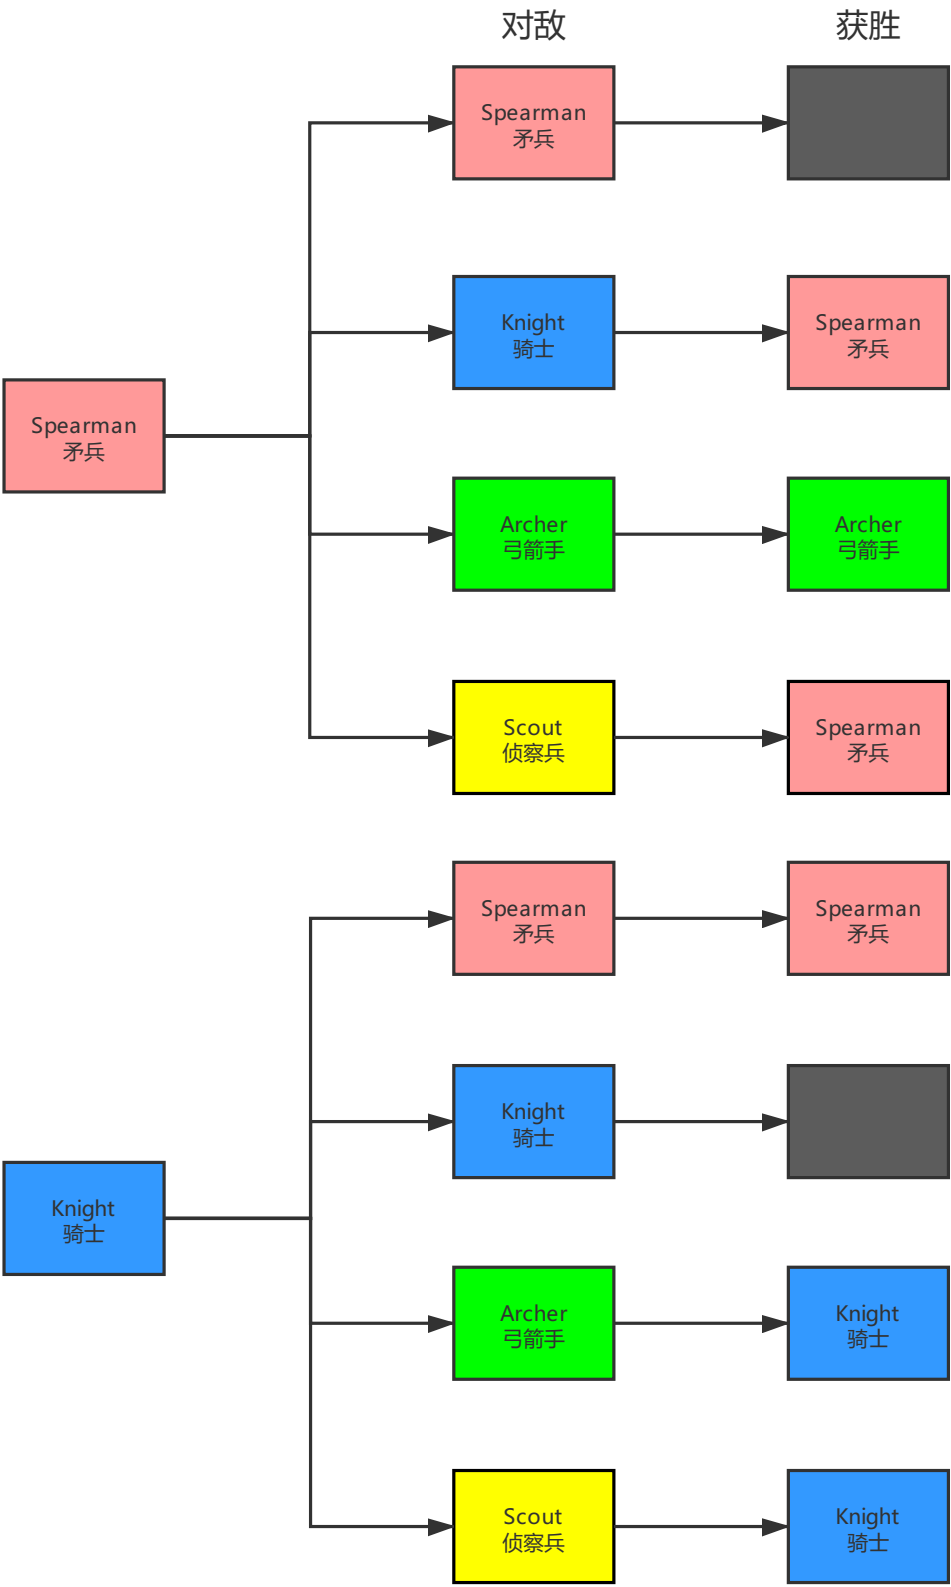 对敌
获胜
Spearman
矛兵
Knight
骑士
Spearman
矛兵
Spearman
矛兵
Archer
弓箭手
Archer
弓箭手
Scout
侦察兵
Spearman
矛兵
Spearman
矛兵
Spearman
矛兵
Knight
骑士
Knight
骑士
Archer
弓箭手
Knight
骑士
Scout
侦察兵
Knight
骑士